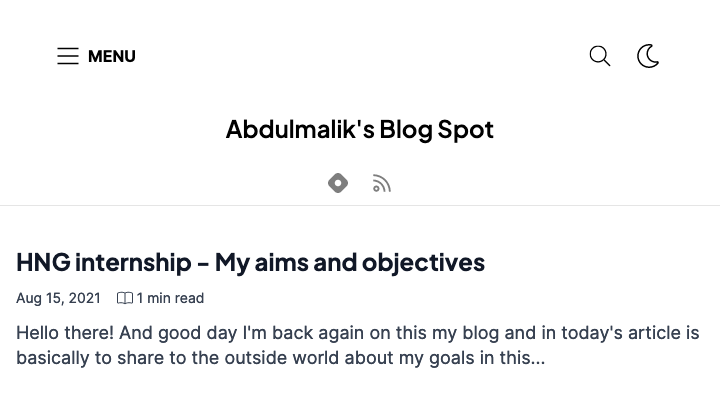 MENU
Abdulmalik's Blog Spot
HNG internship - My aims and objectives
Aug 15, 2021 1 min read
Hello there! And good day I'm back again on this my blog and in today's article is
basically to share to the outside world about my goals in this...